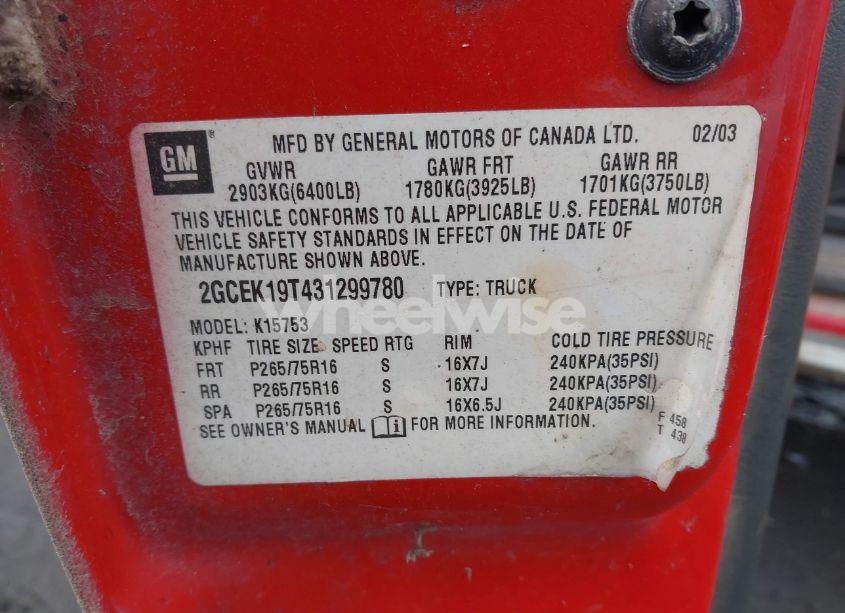 GM ® MFD BY GENERAL MOTORS OF CANADA LTD. 02/03
GVWR GAWR FRT GAWR RR
2903KG(6400LB) 1780KG(3925LB) 1701KG(3750LB)
THIS VEHICLE CONFORMS TO ALL APPLICABLE U.S. FEDERAL MOTOR
VEHICLE SAFETY STANDARDS IN EFFECT ON THE DATE OF
MANUFACTURE SHOWN ABOVE.
2GCEK19T431299780 TYPE: TRUCK
wheelwise
MODEL: K15753
KPHF TIRE SIZE SPEED RTG RIM COLD TIRE PRESSURE
FRT P265/75R16 S 16X7J 240KPA(35PSI)
RR P265/75R16 S 16X7J 240KPA(35PSI)
SPA P265/75R16 S 16X6.5J 240KPA(35PSI)
SEE OWNER'S MANUAL i FOR MORE INFORMATION.
F 458
T 438